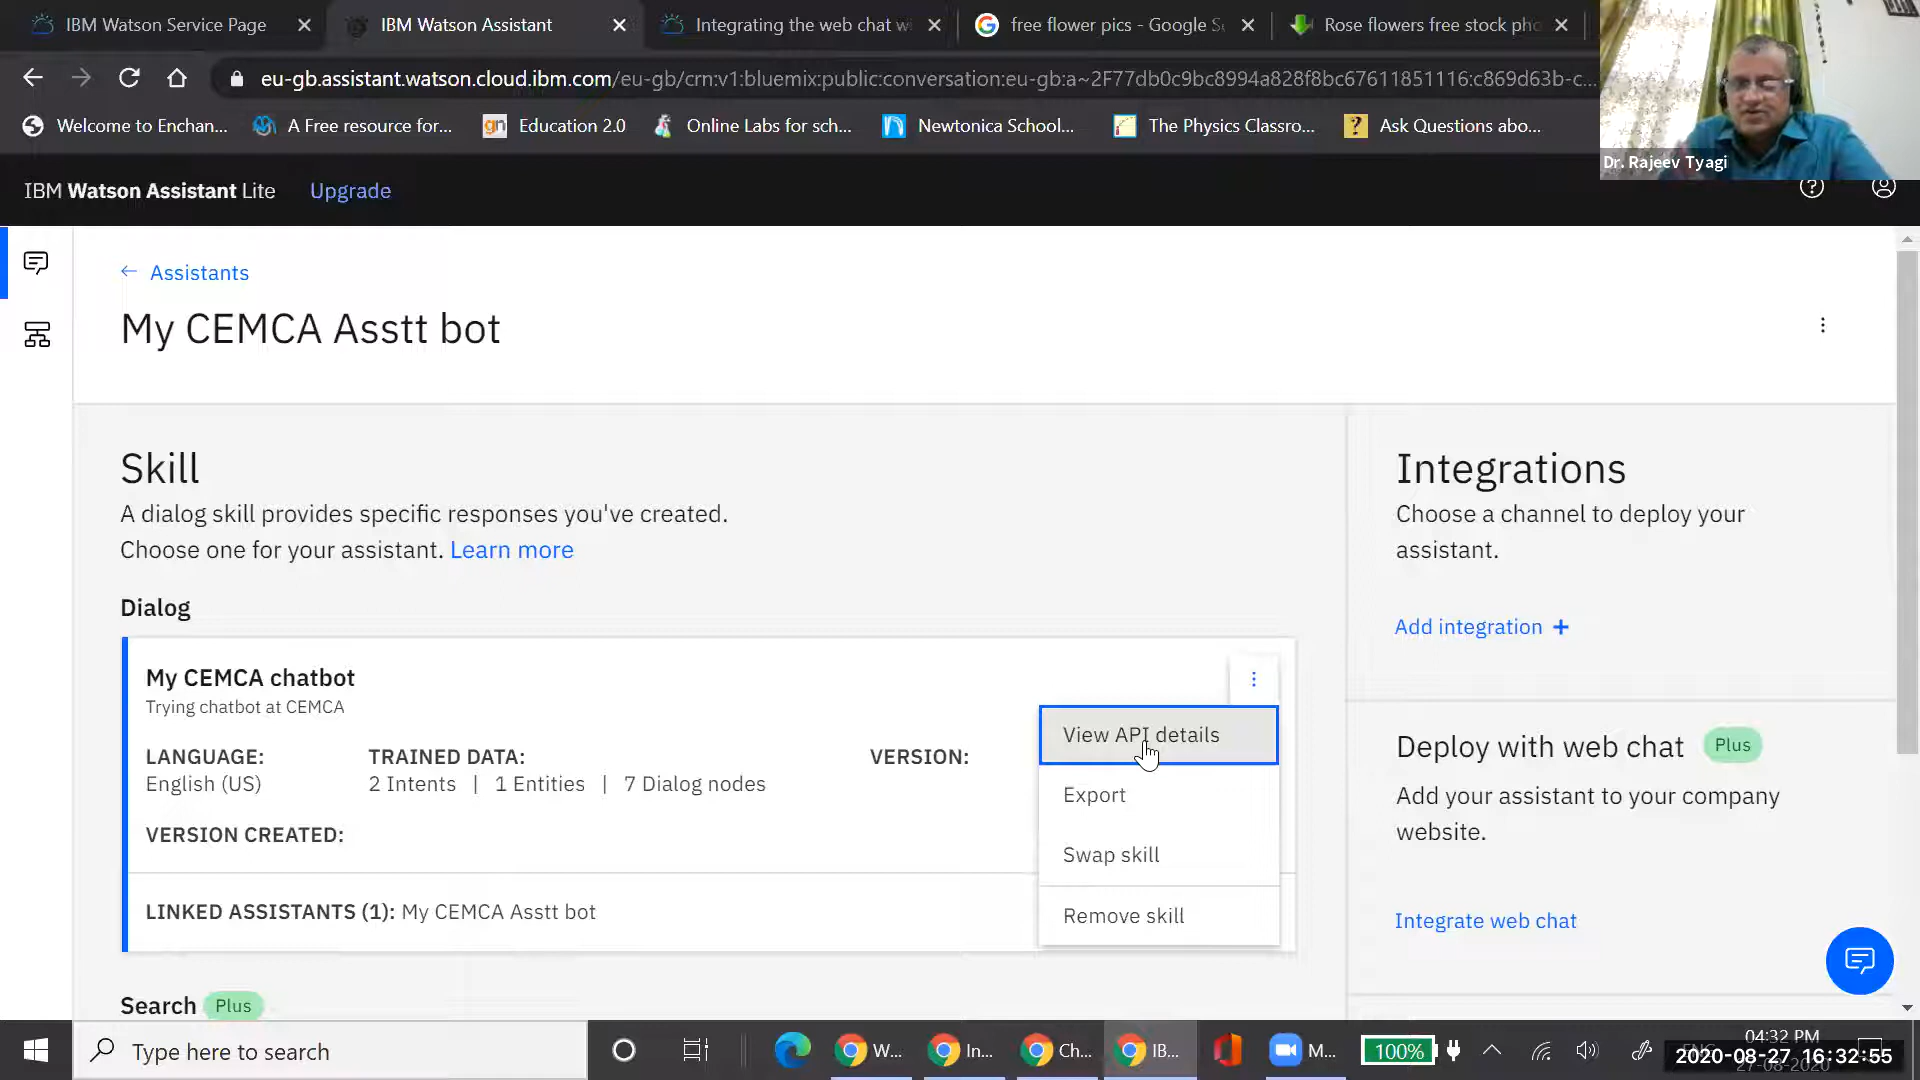 IBM Watson Service Page
IBM Watson Assistant
Integrating the web chat w
free flower pics - Google S
Rose flowers free stock pho
eu-gb.assistant.watson.cloud.ibm.com/eu-gb/crn:v1:bluemix:public:conversation:eu-gb:a~2F77db0c9bc8994a828f8bc67611851116:c869d63b-c...
Welcome to Enchan...
A Free resource for...
gn Education 2.0
Online Labs for sch...
Newtonica School...
The Physics Classro...
Ask Questions abo...
Dr. Rajeev Tyagi
IBM Watson Assistant Lite
Upgrade
← Assistants
My CEMCA Asstt bot
Skill
A dialog skill provides specific responses you've created.
Choose one for your assistant. Learn more
Dialog
My CEMCA chatbot
Trying chatbot at CEMCA
LANGUAGE:
English (US)
TRAINED DATA:
2 Intents | 1 Entities | 7 Dialog nodes
VERSION:
VERSION CREATED:
LINKED ASSISTANTS (1): My CEMCA Asstt bot
View API details
Export
Swap skill
Remove skill
Search Plus
Integrations
Choose a channel to deploy your
assistant.
Add integration +
Deploy with web chat Plus
Add your assistant to your company
website.
Integrate web chat
Type here to search
W...
In...
Ch...
IB...
M...
100%
04:32 PM
2020-08-27 16:32:55
27-08-2020